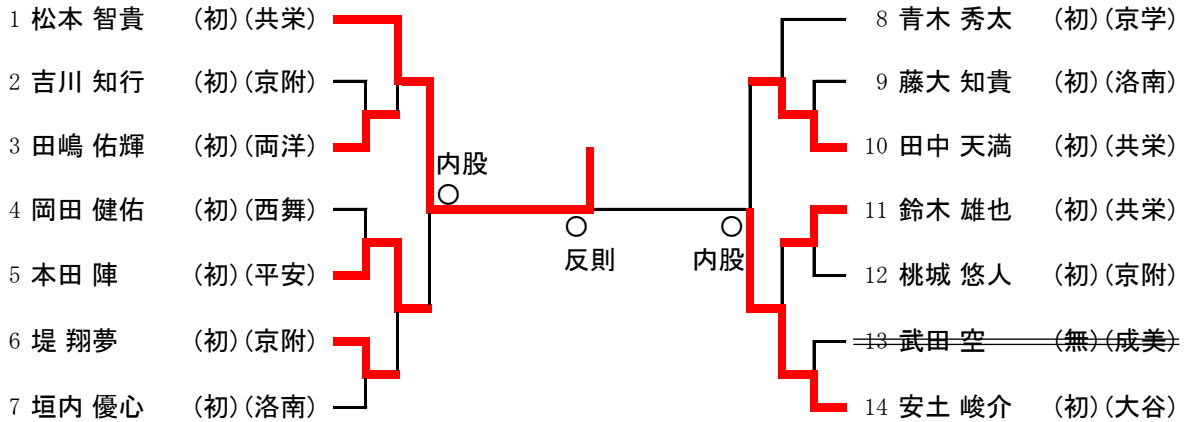 1 松本 智貴 (初)(共栄)
2 吉川 知行 (初)(京附)
3 田嶋 佑輝 (初)(両洋)
4 岡田 健佑 (初)(西舞)
5 本田 陣 (初)(平安)
6 堤 翔夢 (初)(京附)
7 垣内 優心 (初)(洛南)
内股
○
○
反則
○
内股
8 青木 秀太 (初)(京学)
9 藤大 知貴 (初)(洛南)
10 田中 天満 (初)(共栄)
11 鈴木 雄也 (初)(共栄)
12 桃城 悠人 (初)(京附)
13 武田 空 (無)(成美)
14 安土 峻介 (初)(大谷)